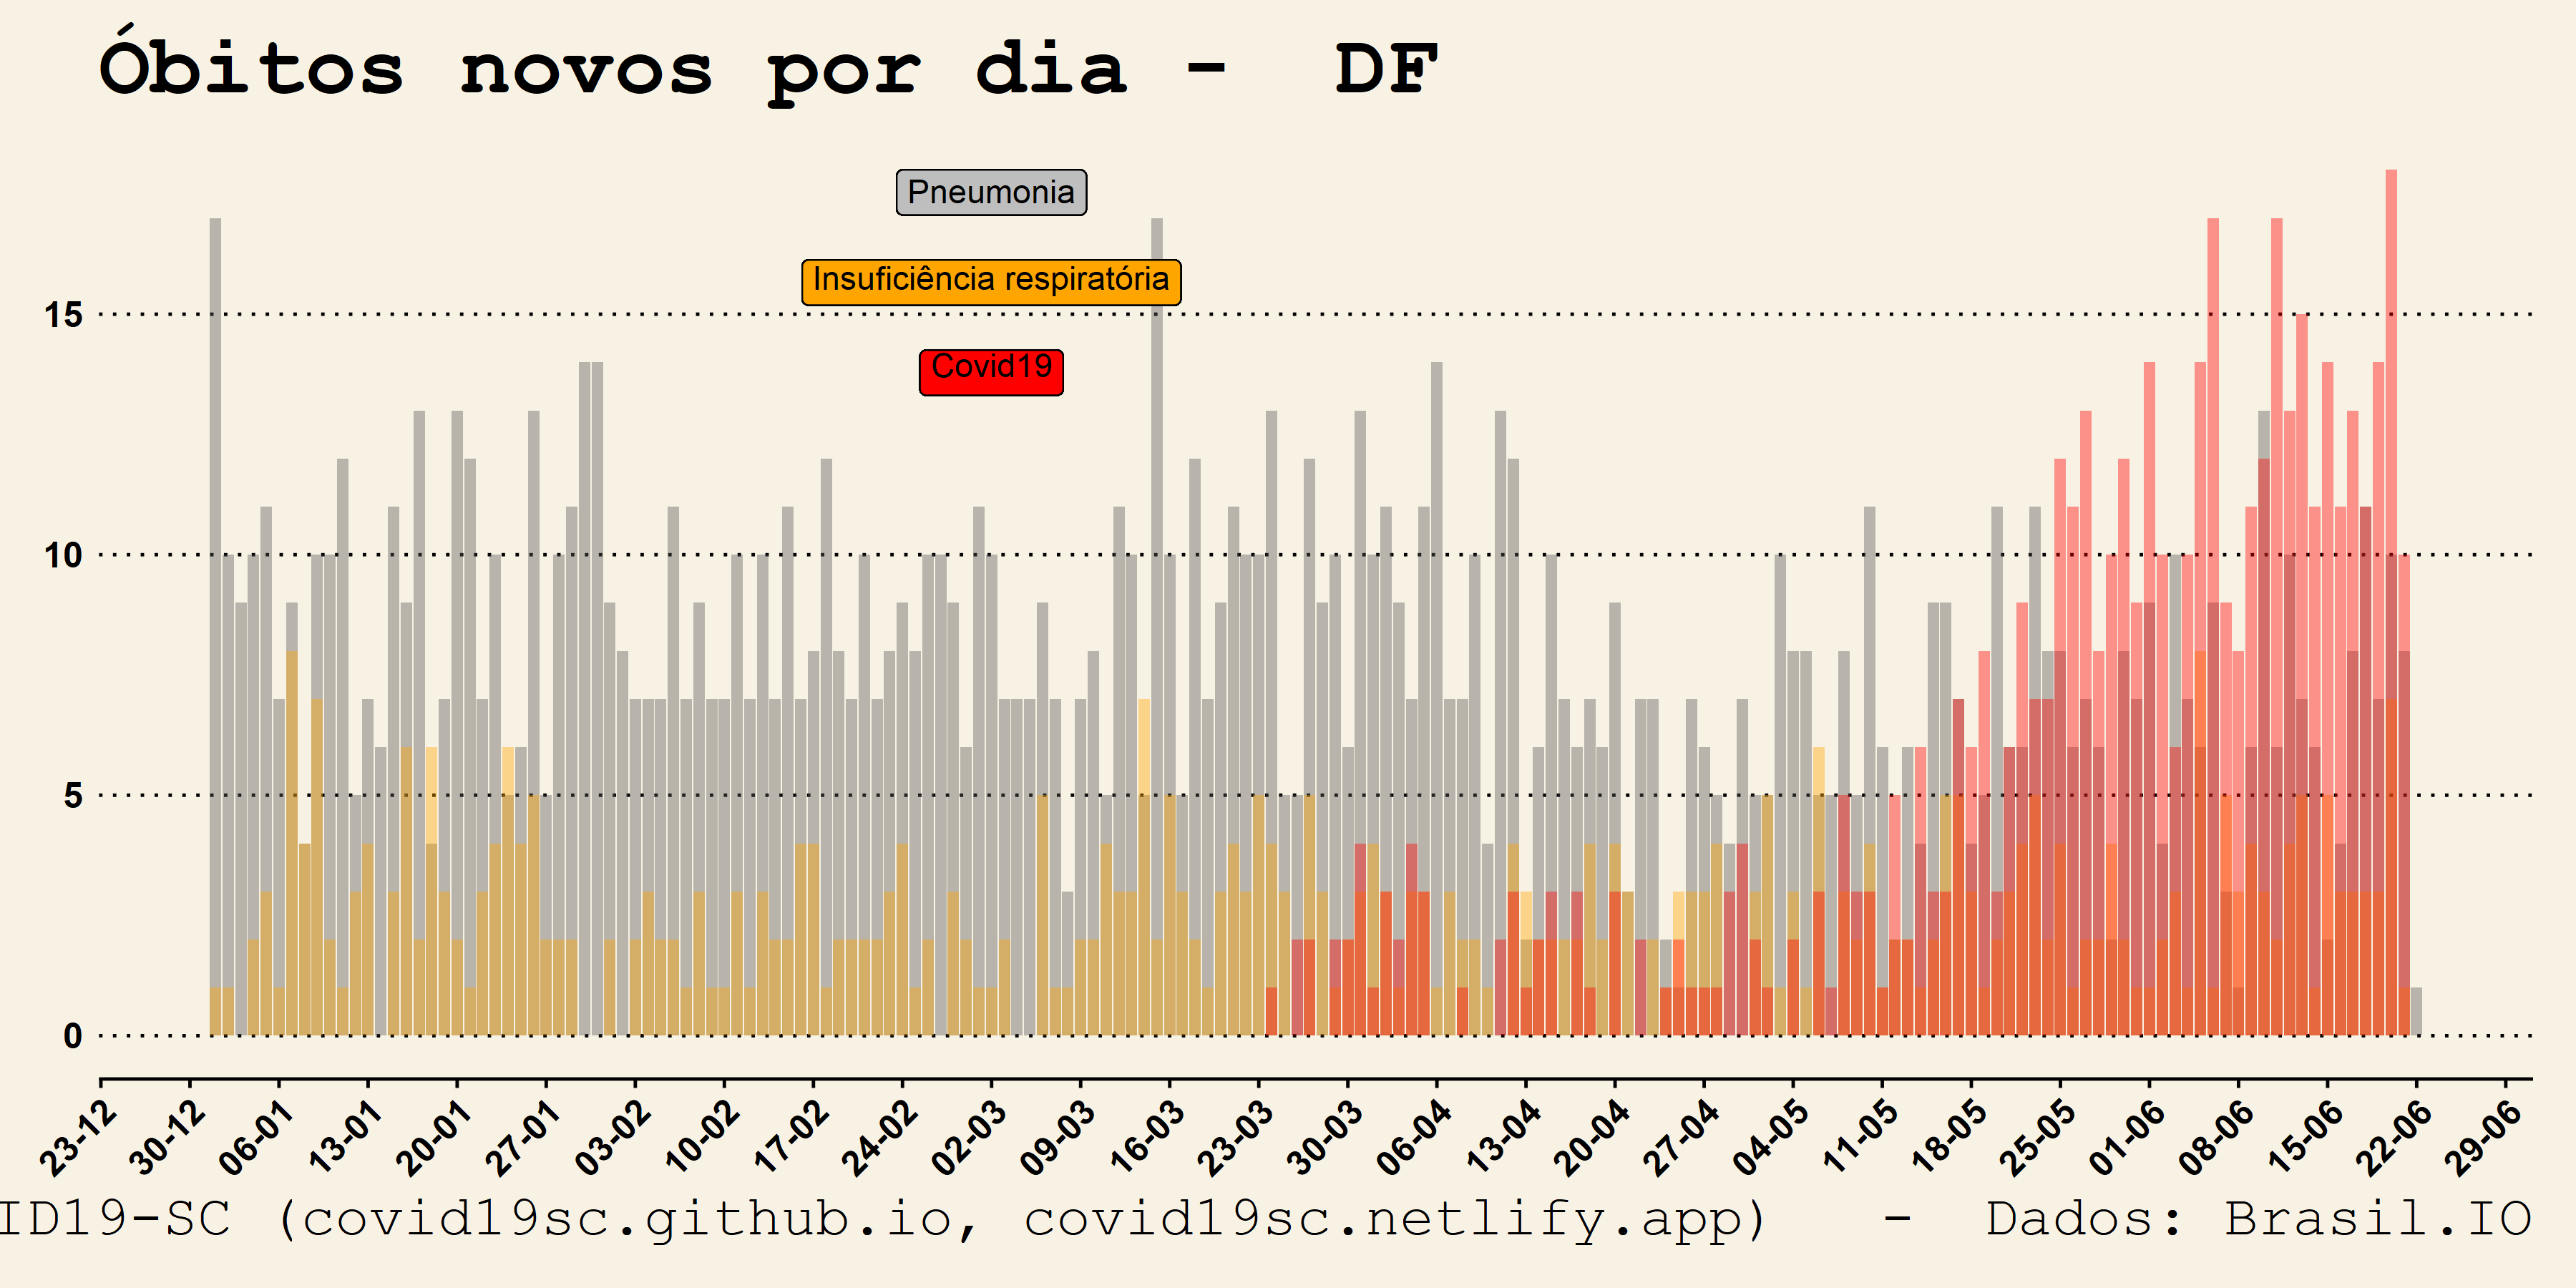 Óbitos novos por dia - DF
Pneumonia
Insuficiência respiratória
Covid19
15
10
5
0
23-12 30-12 06-01 13-01 20-01 27-01 03-02 10-02 17-02 24-02 02-03 09-03 16-03 23-03 30-03 06-04 13-04 20-04 27-04 04-05 11-05 18-05 25-05 01-06 08-06 15-06 22-06 29-06
ID19-SC (covid19sc.github.io, covid19sc.netlify.app) - Dados: Brasil.IO